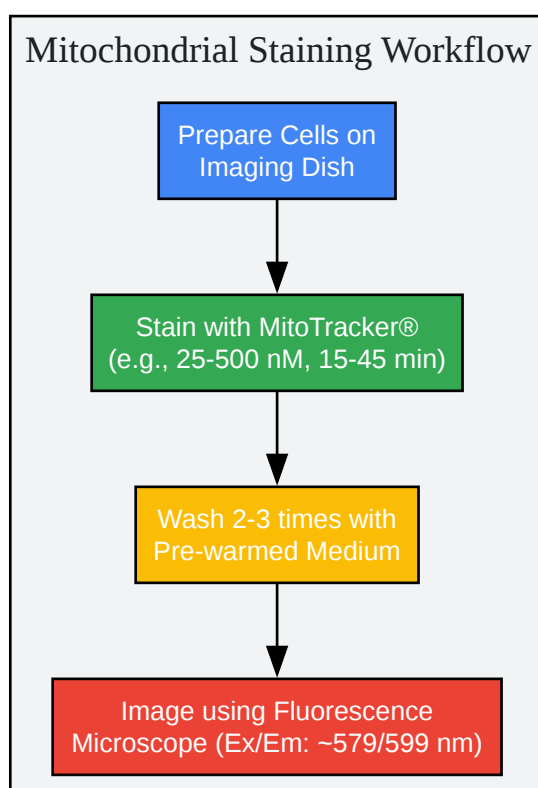 Mitochondrial Staining Workflow
Prepare Cells on
Imaging Dish
Stain with MitoTracker®
(e.g., 25-500 nM, 15-45 min)
Wash 2-3 times with
Pre-warmed Medium
Image using Fluorescence
Microscope (Ex/Em: ~579/599 nm)